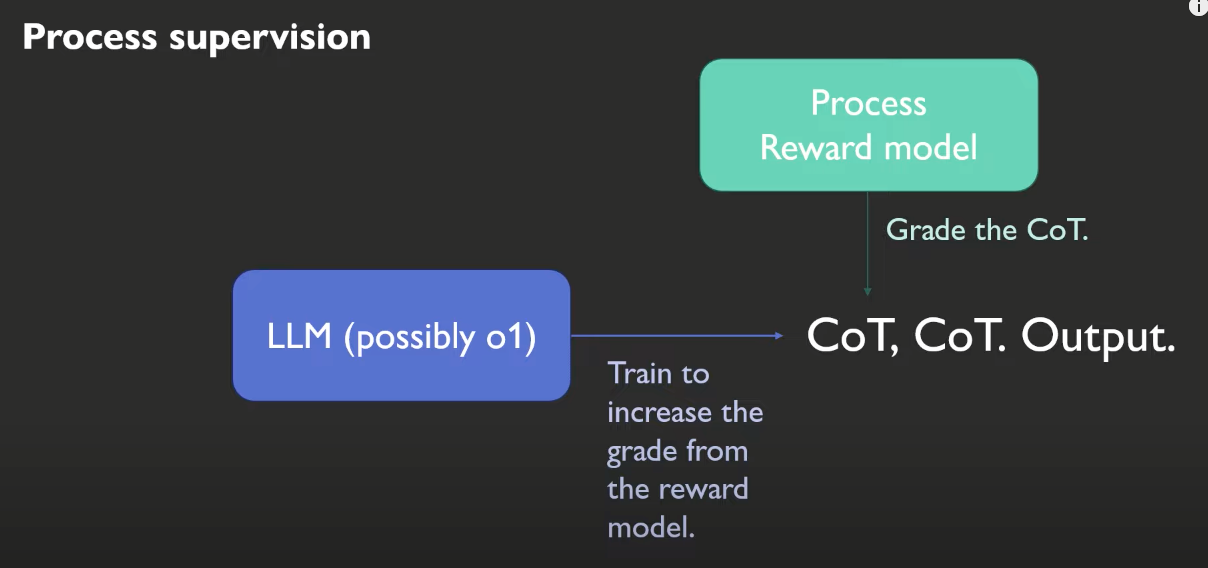 Process supervision
Process
Reward model
Grade the CoT.
LLM (possibly o1)
CoT, CoT. Output.
Train to
increase the
grade from
the reward
model.